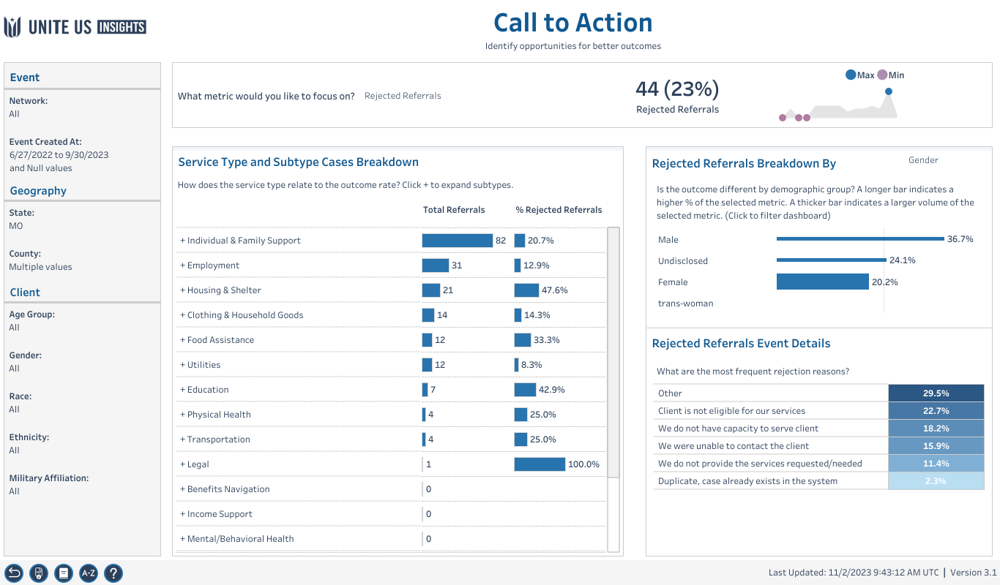 UNITE US INSIGHTS
Call to Action
Identify opportunities for better outcomes
Event
Network:
All
Event Created At:
6/27/2022 to 9/30/2023
and Null values
Geography
State:
MO
County:
Multiple values
Client
Age Group:
All
Gender:
All
Race:
All
Ethnicity:
All
Military Affiliation:
All
What metric would you like to focus on? Rejected Referrals
44 (23%)
Rejected Referrals
Max Min
Service Type and Subtype Cases Breakdown
How does the service type relate to the outcome rate? Click + to expand subtypes.
Total Referrals % Rejected Referrals
+ Individual & Family Support 82 20.7%
+ Employment 31 12.9%
+ Housing & Shelter 21 47.6%
+ Clothing & Household Goods 14 14.3%
+ Food Assistance 12 33.3%
+ Utilities 12 8.3%
+ Education 7 42.9%
+ Physical Health 4 25.0%
+ Transportation 4 25.0%
+ Legal 1 100.0%
+ Benefits Navigation 0
+ Income Support 0
+ Mental/Behavioral Health 0
Rejected Referrals Breakdown By Gender
Is the outcome different by demographic group? A longer bar indicates a
higher % of the selected metric. A thicker bar indicates a larger volume of the
selected metric. (Click to filter dashboard)
Male 36.7%
Undisclosed 24.1%
Female 20.2%
trans-woman
Rejected Referrals Event Details
What are the most frequent rejection reasons?
Other 29.5%
Client is not eligible for our services 22.7%
We do not have capacity to serve client 18.2%
We were unable to contact the client 15.9%
We do not provide the services requested/needed 11.4%
Duplicate, case already exists in the system 2.3%
A-Z ?
Last Updated: 11/2/2023 9:43:12 AM UTC | Version 3.1